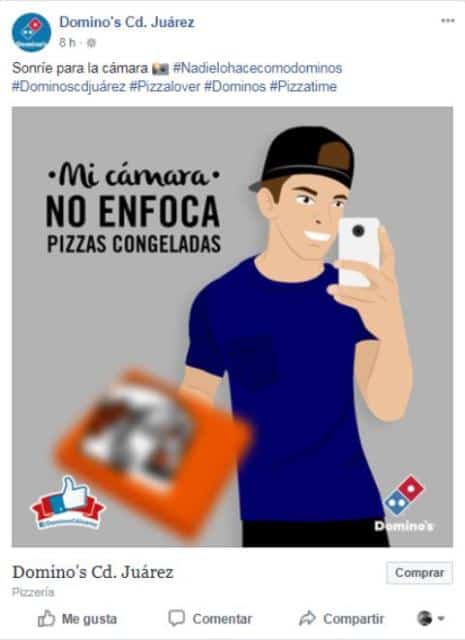 Domino's Cd. Juárez
8 h ·
Sonríe para la cámara 📷 #Nadielohacecomodominos
#Dominoscdjuárez #Pizzalover #Dominos #Pizzatime
•Mi cámara•
NO ENFOCA
PIZZAS CONGELADAS
Domino's
Domino's Cd. Juárez
Comprar
Pizzería
Me gusta
Comentar
Compartir